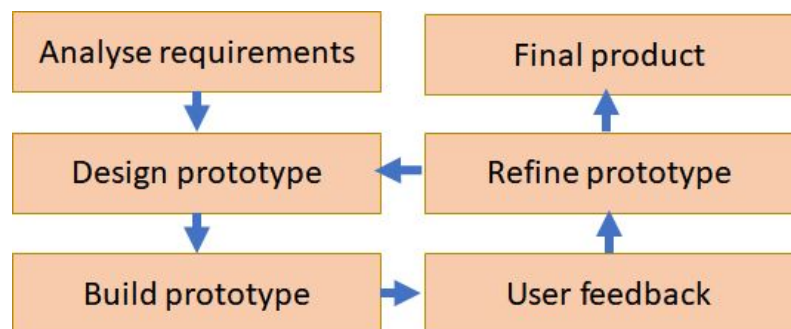 Analyse requirements
Final product
Design prototype
Refine prototype
Build prototype
User feedback